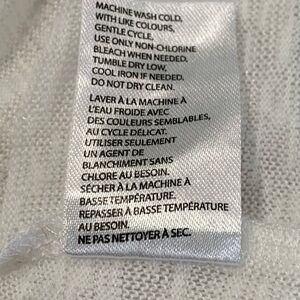 MACHINE WASH COLD,
WITH LIKE COLOURS,
GENTLE CYCLE.
USE ONLY NON-CHLORINE
BLEACH WHEN NEEDED.
TUMBLE DRY LOW,
COOL IRON IF NEEDED.
DO NOT DRY CLEAN.
LAVER À LA MACHINE À
L'EAU FROIDE AVEC
DES COULEURS SEMBLABLES,
AU CYCLE DÉLICAT.
UTILISER SEULEMENT
UN AGENT DE
BLANCHIMENT SANS
CHLORE AU BESOIN.
SÉCHER À LA MACHINE À
BASSE TEMPÉRATURE.
REPASSER À BASSE TEMPÉRATURE
AU BESOIN.
NE PAS NETTOYER À SEC.